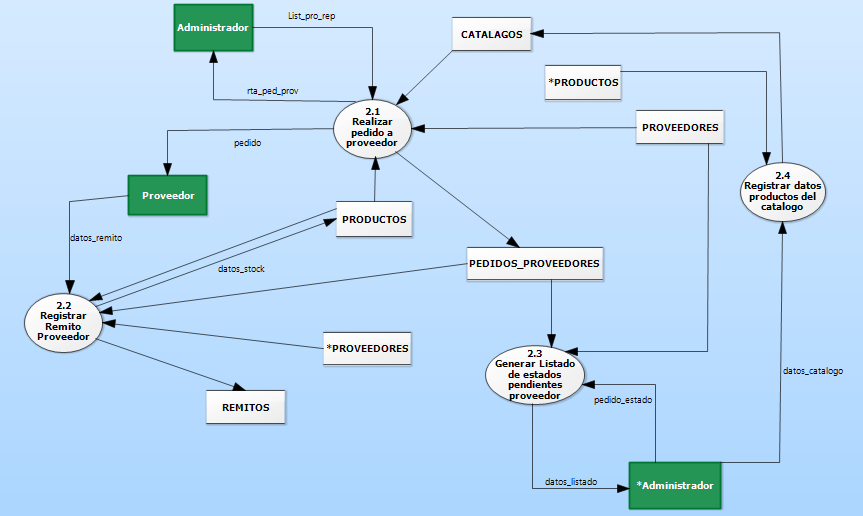 List_pro_rep
Administrador
CATALAGOS
*PRODUCTOS
rta_ped_prov
2.1
Realizar
pedido a
proveedor
PROVEEDORES
pedido
2.4
Registrar datos
productos del
catalogo
Proveedor
PRODUCTOS
datos_remito
datos_stock
PEDIDOS_PROVEEDORES
2.2
Registrar
Remito
Proveedor
*PROVEEDORES
2.3
Generar Listado
de estados
pendientes
proveedor
datos_catalogo
pedido_estado
REMITOS
datos_listado
*Administrador